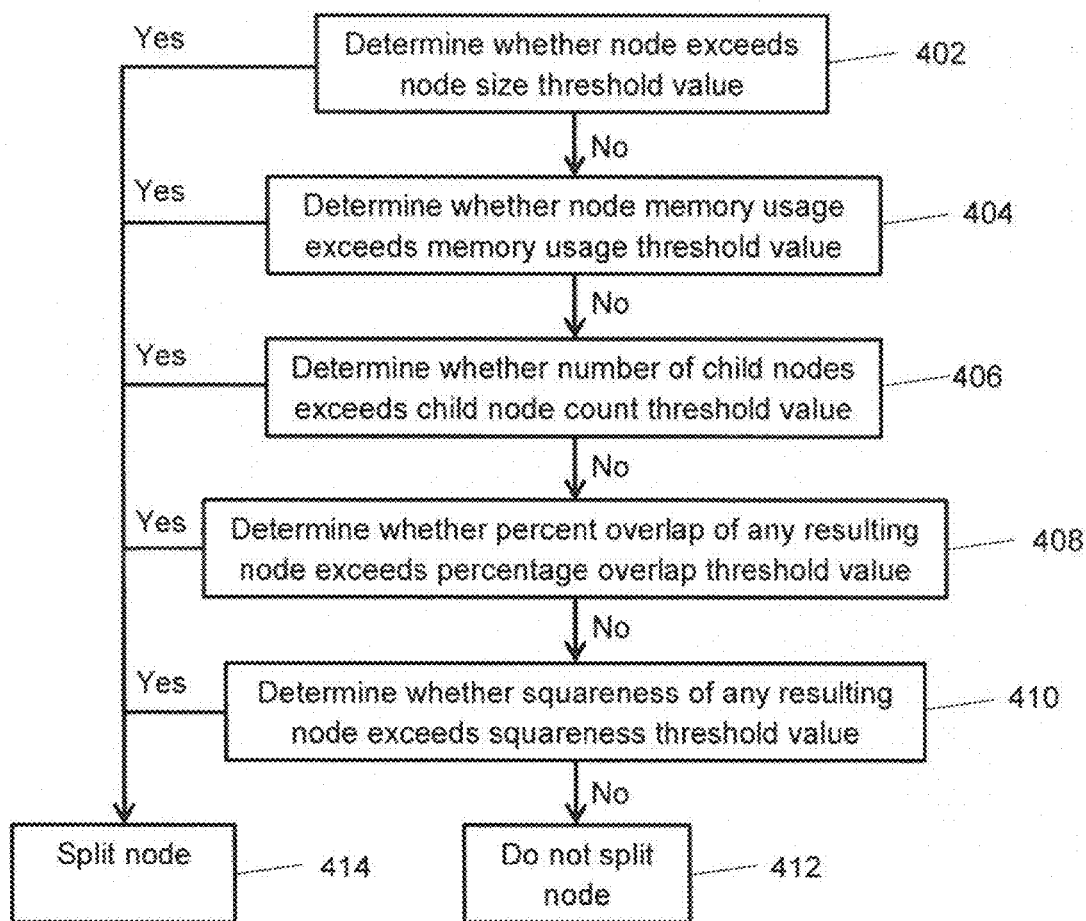 Yes
Determine whether node exceeds
node size threshold value
402
No
Yes
Determine whether node memory usage
exceeds memory usage threshold value
404
No
Yes
Determine whether number of child nodes
exceeds child node count threshold value
406
No
Yes
Determine whether percent overlap of any resulting
node exceeds percentage overlap threshold value
408
No
Yes
Determine whether squareness of any resulting
node exceeds squareness threshold value
410
No
Split node
414
Do not split
node
412